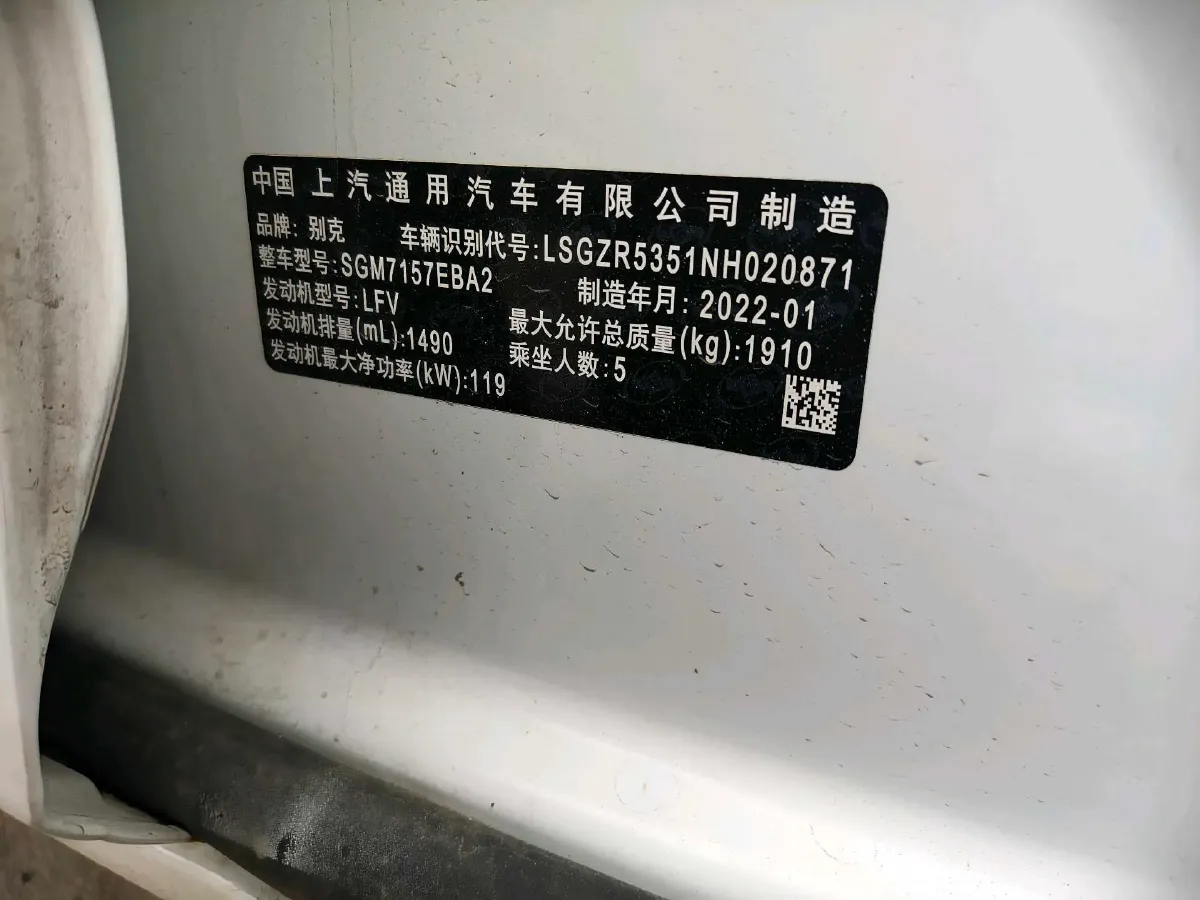 中国 上汽通用汽车有限公司制造
品牌: 别克 车辆识别代号:LSGZR5351NH020871
整车型号:SGM7157EBA2 制造年月: 2022-01
发动机型号:LFV 最大允许总质量(kg):1910
发动机排量(mL):1490 乘坐人数:5
发动机最大净功率(kW):119